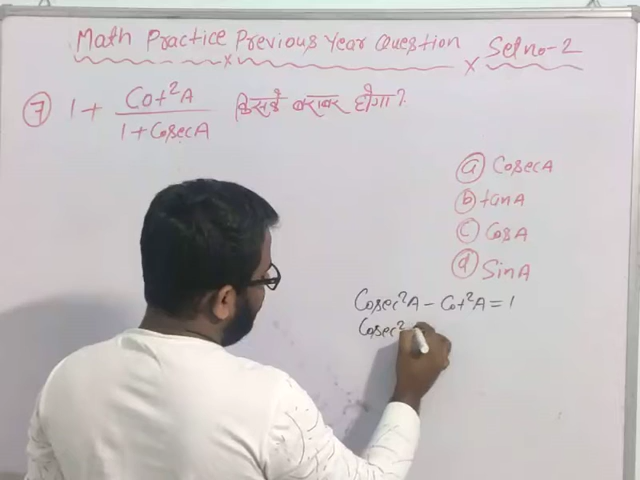 Math Practice Previous Year Question Set no-2
⑦ 1 + Cot²A / 1 + CosecA किसके बराबर होगा?
ⓐ CosecA
ⓑ tanA
ⓒ CosA
ⓓ SinA
Cosec²A - Cot²A = 1
Cosec²